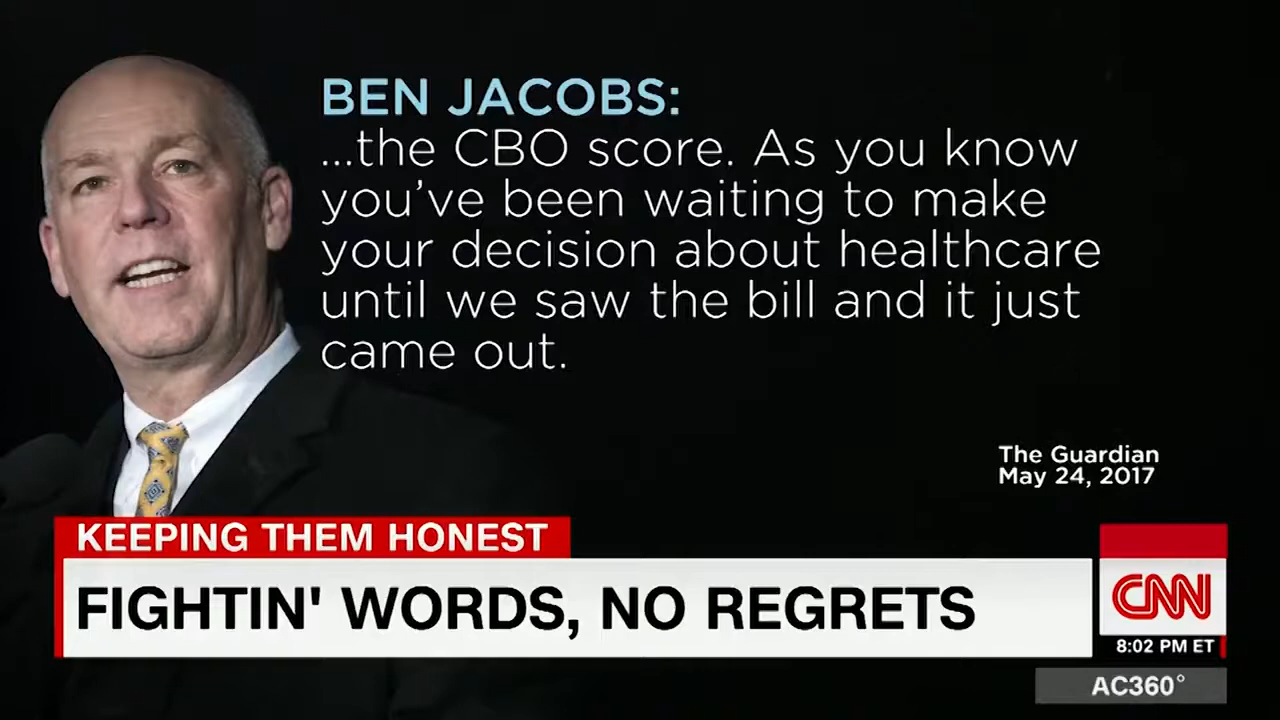 BEN JACOBS:
...the CBO score. As you know
you've been waiting to make
your decision about healthcare
until we saw the bill and it just
came out.
The Guardian
May 24, 2017
KEEPING THEM HONEST
FIGHTIN' WORDS, NO REGRETS
CNN
8:02 PM ET
AC360°